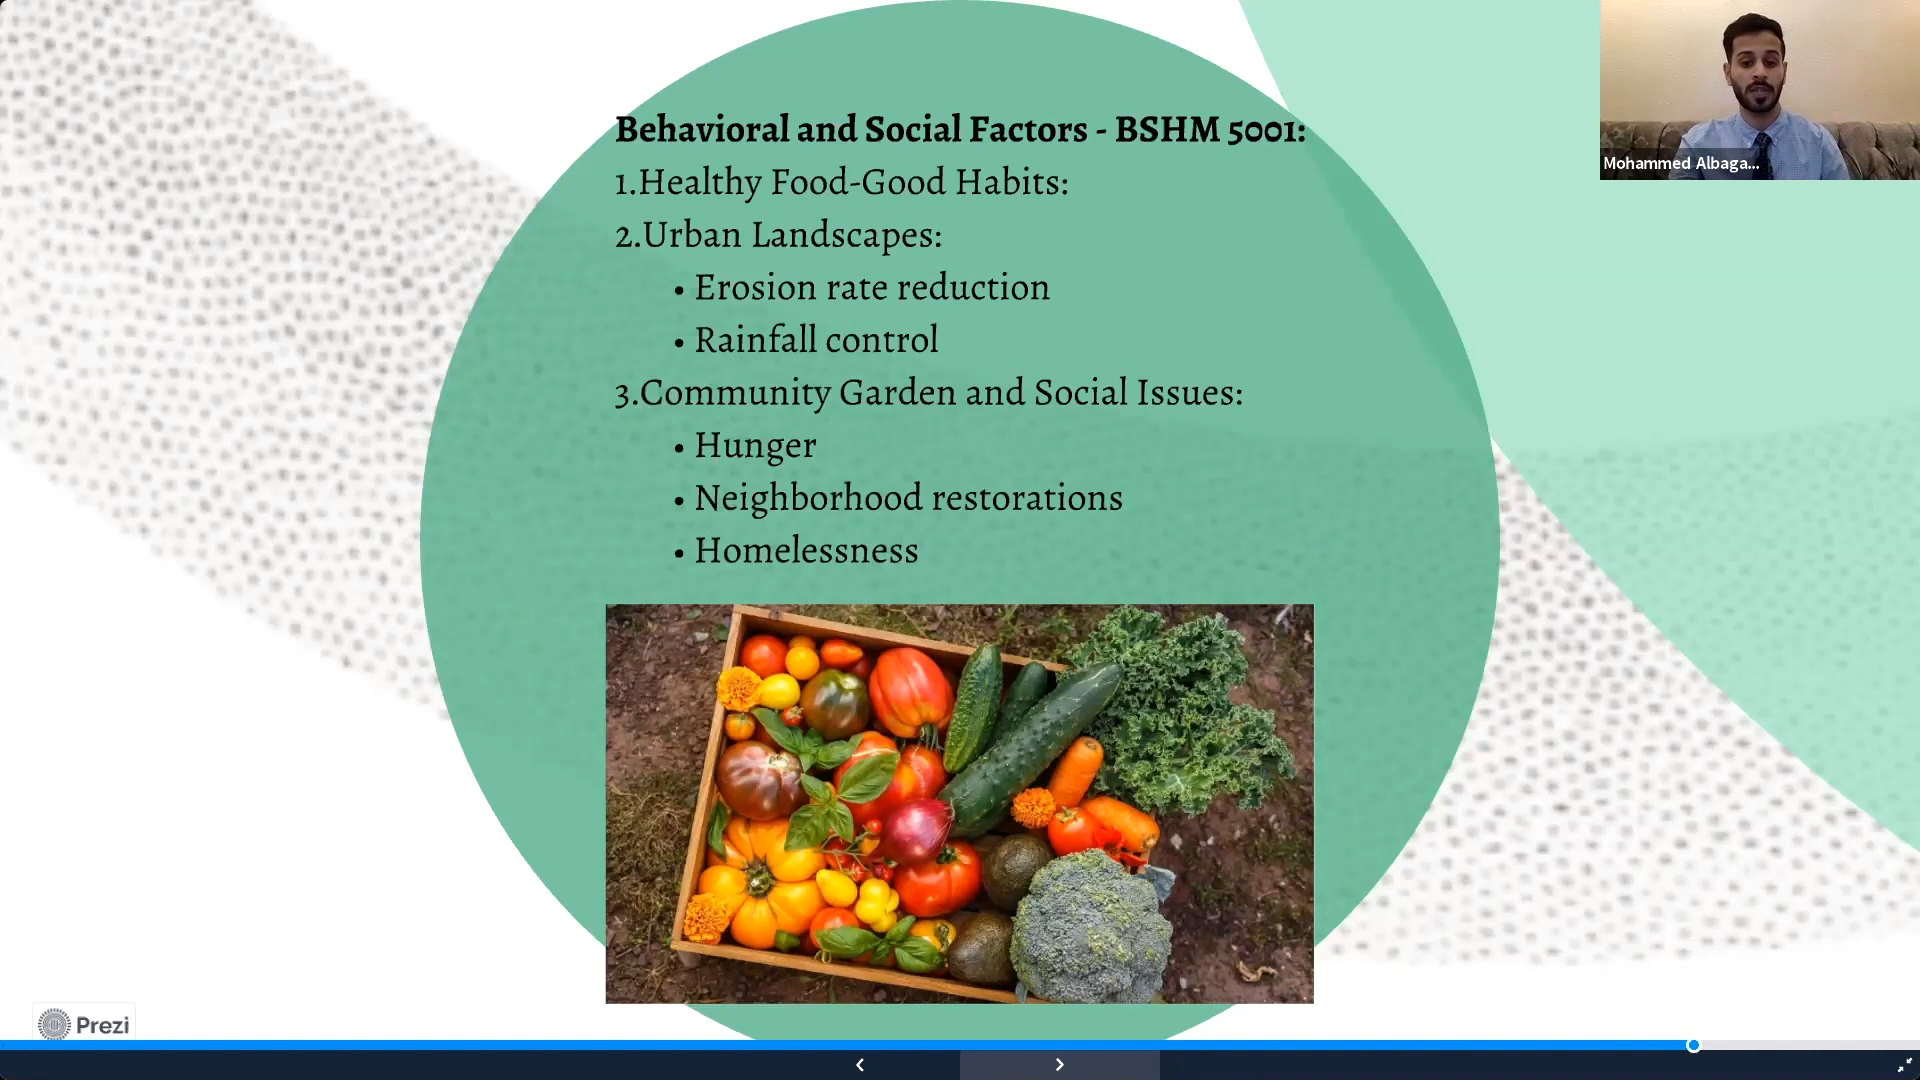 Behavioral and Social Factors - BSHM 5001:
1.Healthy Food-Good Habits:
2.Urban Landscapes:
• Erosion rate reduction
• Rainfall control
3.Community Garden and Social Issues:
• Hunger
• Neighborhood restorations
• Homelessness
Mohammed Albaga...
Prezi